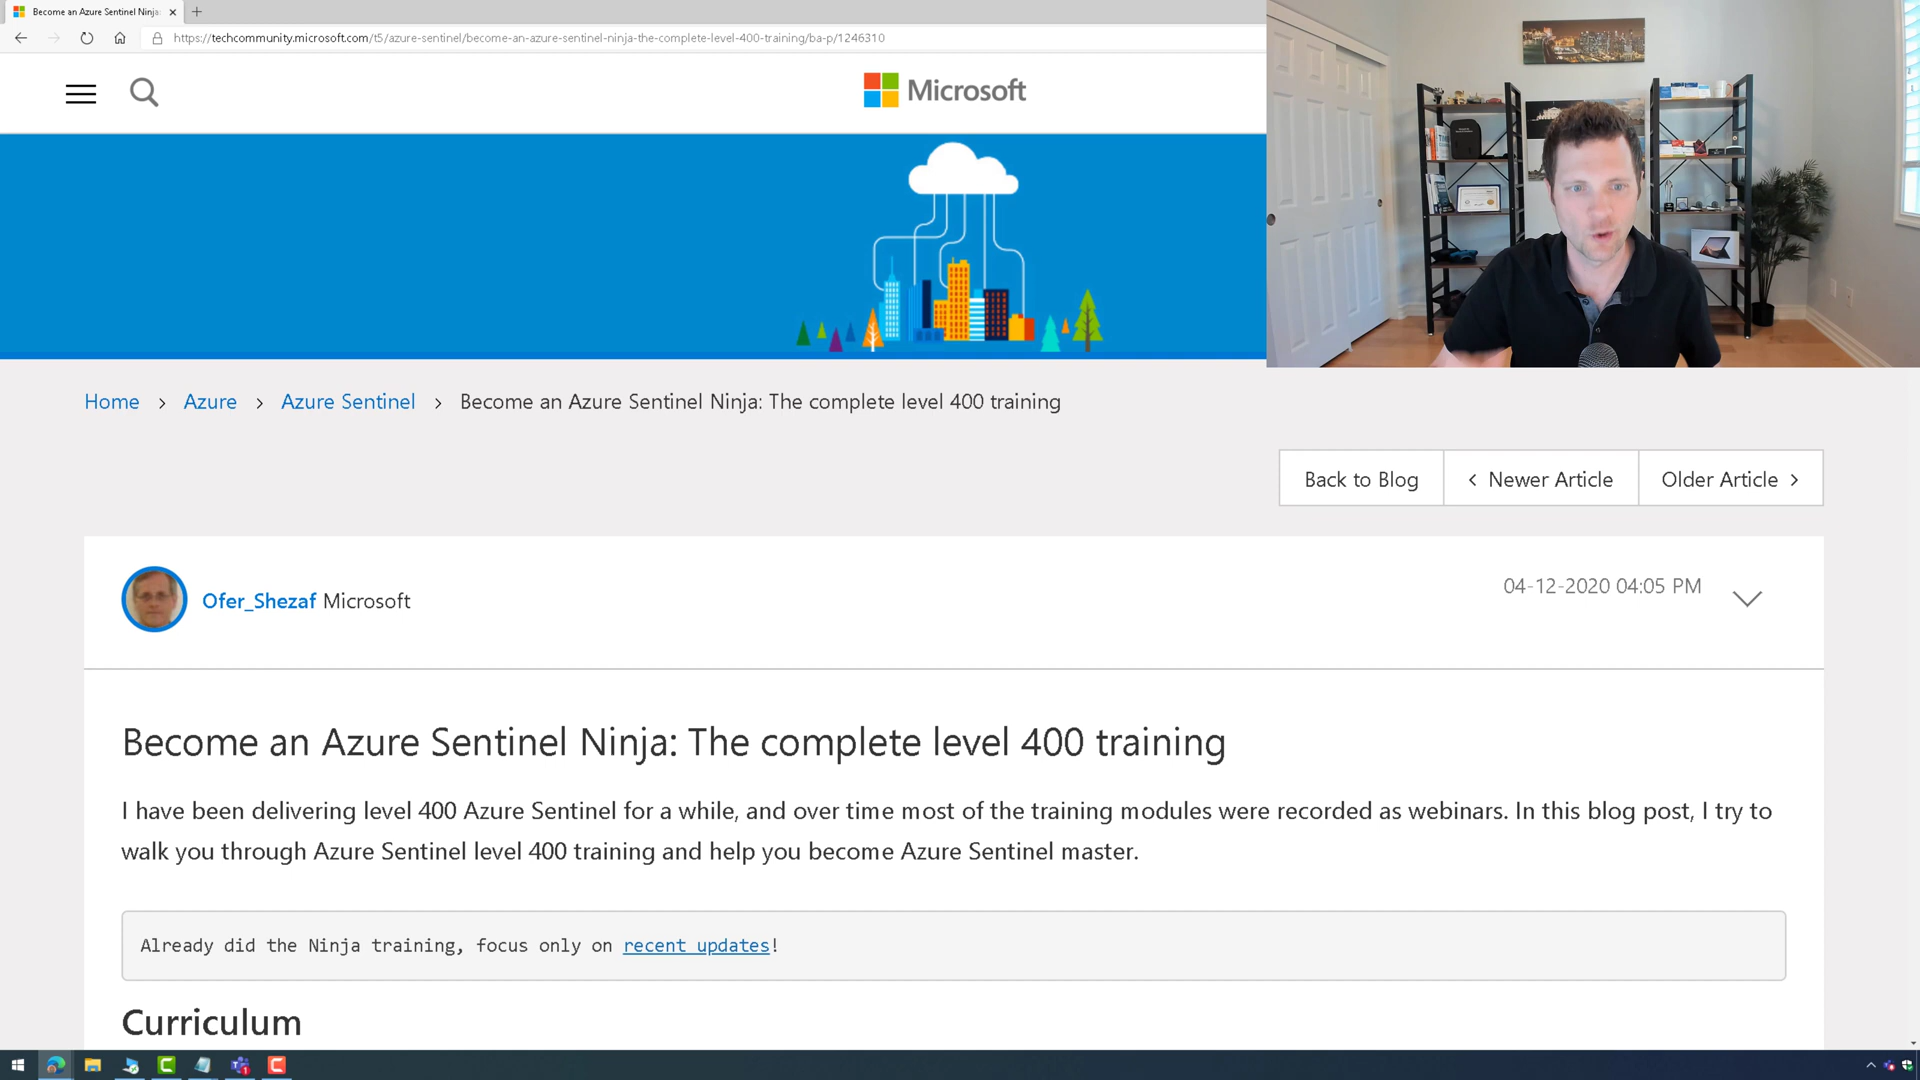 Become an Azure Sentinel Ninja
https://techcommunity.microsoft.com/t5/azure-sentinel/become-an-azure-sentinel-ninja-the-complete-level-400-training/ba-p/1246310
Microsoft
Home > Azure > Azure Sentinel > Become an Azure Sentinel Ninja: The complete level 400 training
Back to Blog < Newer Article Older Article >
Ofer_Shezaf Microsoft
04-12-2020 04:05 PM
Become an Azure Sentinel Ninja: The complete level 400 training
I have been delivering level 400 Azure Sentinel for a while, and over time most of the training modules were recorded as webinars. In this blog post, I try to
walk you through Azure Sentinel level 400 training and help you become Azure Sentinel master.
Already did the Ninja training, focus only on recent updates!
Curriculum